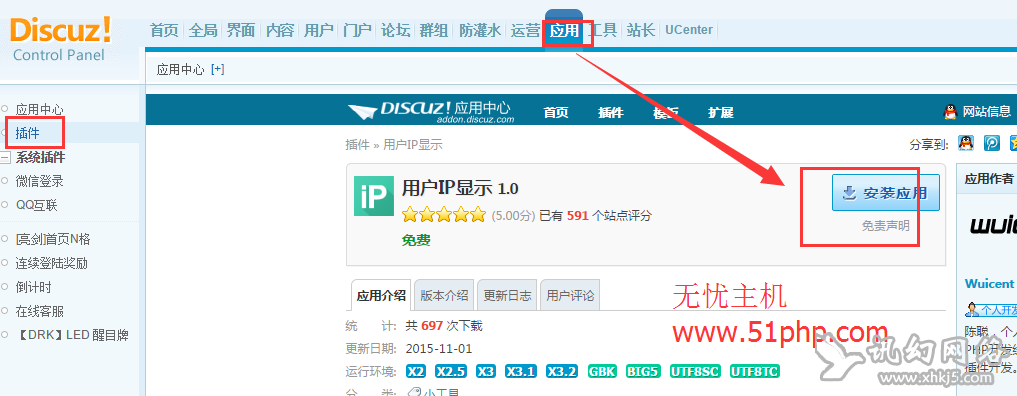 Discuz!
Control Panel
首页 全局 界面 内容 用户 门户 论坛 群组 防灌水 运营 应用 工具 站长 UCenter
应用中心 [+]
应用中心
插件
系统插件
微信登录
QQ互联
[亮剑]首页N格
连续登陆奖励
倒计时
在线客服
【DRK】LED 醒目牌
DISCUZ! 应用中心
addon.discuz.com
首页 插件 模板 扩展
网站信息
插件 » 用户IP显示
分享到:
iP
用户IP显示 1.0
(5.00分) 已有 591 个站点评分
免费
安装应用
免责声明
应用作者
Wuicent
个人开发
陈聪，个人
PHP开发经
插件开发。
应用介绍 版本介绍 更新日志 用户评论
统 计: 共 697 次下载
更新日期: 2015-11-01
运行环境: X2 X2.5 X3 X3.1 X3.2 GBK BIG5 UTF8SC UTF8TC
分 类: 小工具
无忧主机
www.51php.com
讯幻网络
www.xhkj5.com